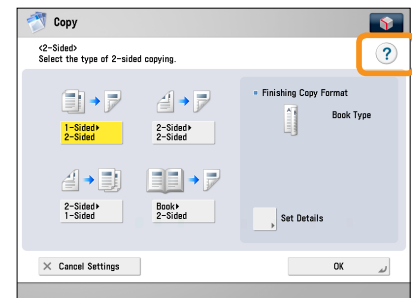 Copy
<2-Sided>
Select the type of 2-sided copying.
?
1-Sided▶
2-Sided
2-Sided▶
2-Sided
2-Sided▶
1-Sided
Book▶
2-Sided
▪ Finishing Copy Format
A
Book Type
Set Details
× Cancel Settings
OK